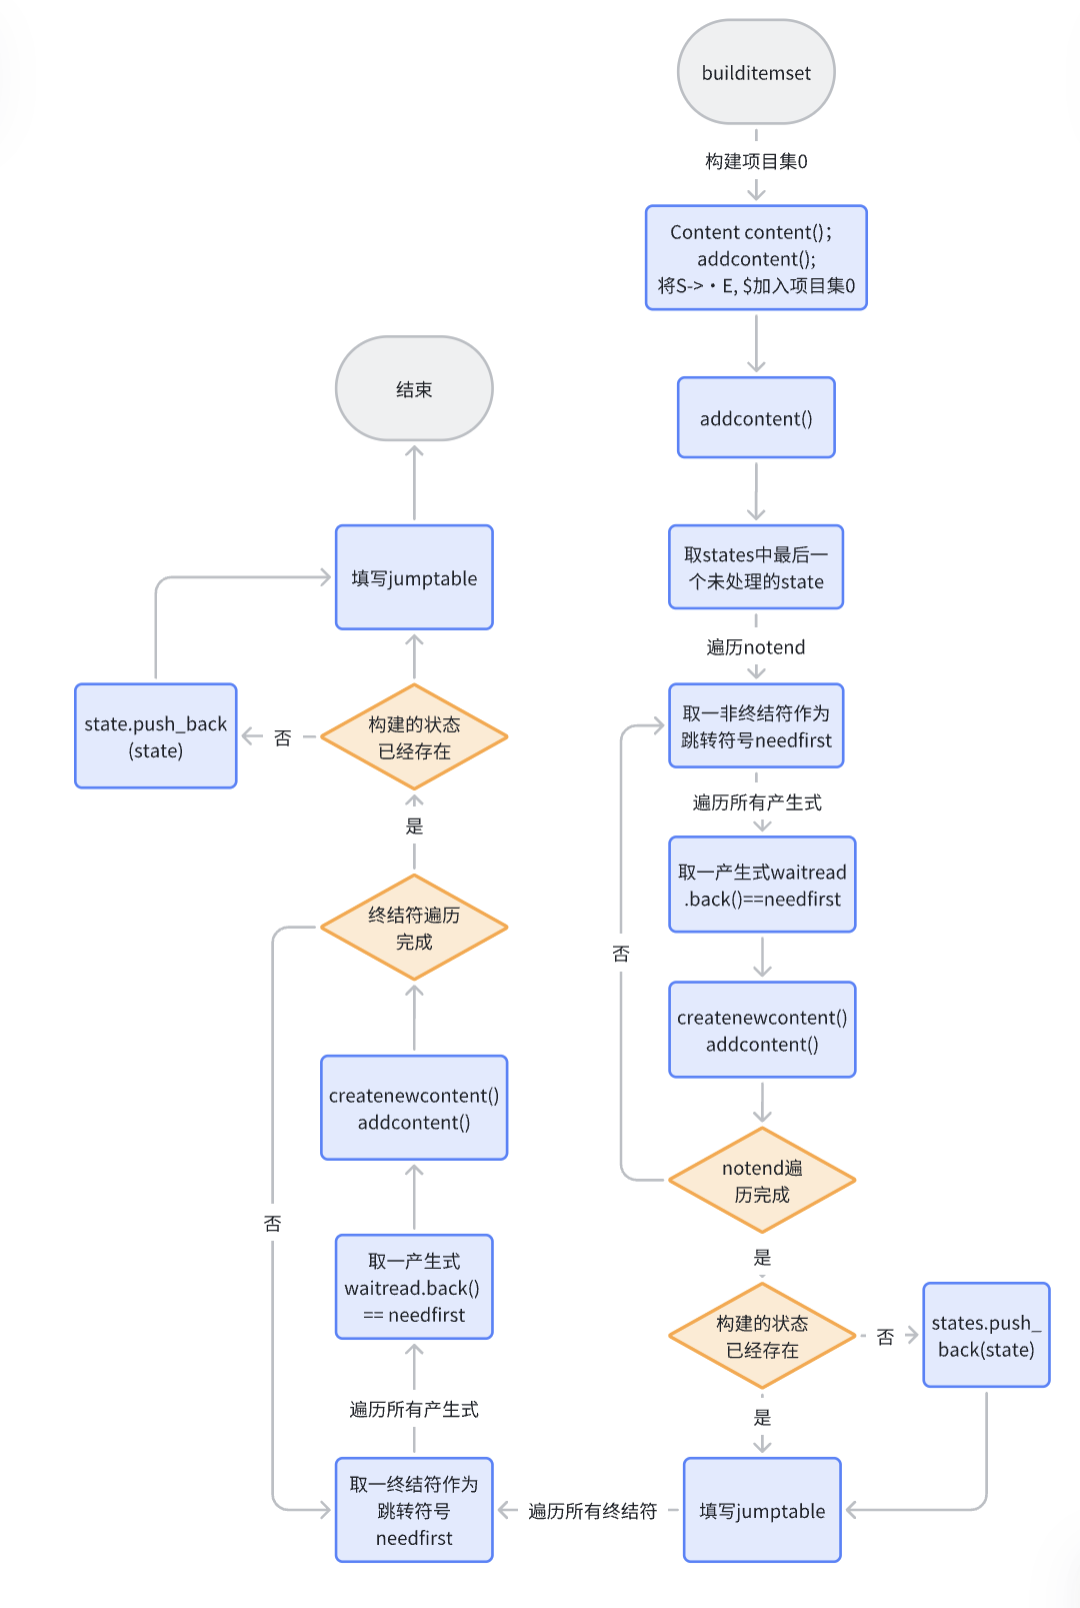 builditemset
构建项目集0
Content content();
addcontent();
将S->·E, $加入项目集0
addcontent()
取states中最后一
个未处理的state
遍历notend
取一非终结符作为
跳转符号needfirst
遍历所有产生式
取一产生式waitread
.back()==needfirst
createnewcontent()
addcontent()
否
notend遍
历完成
是
构建的状态
已经存在
否
states.push_
back(state)
是
填写jumptable
遍历所有终结符
取一终结符作为
跳转符号
needfirst
遍历所有产生式
取一产生式
waitread.back()
== needfirst
createnewcontent()
addcontent()
否
终结符遍历
完成
是
构建的状态
已经存在
否
state.push_back
(state)
填写jumptable
结束